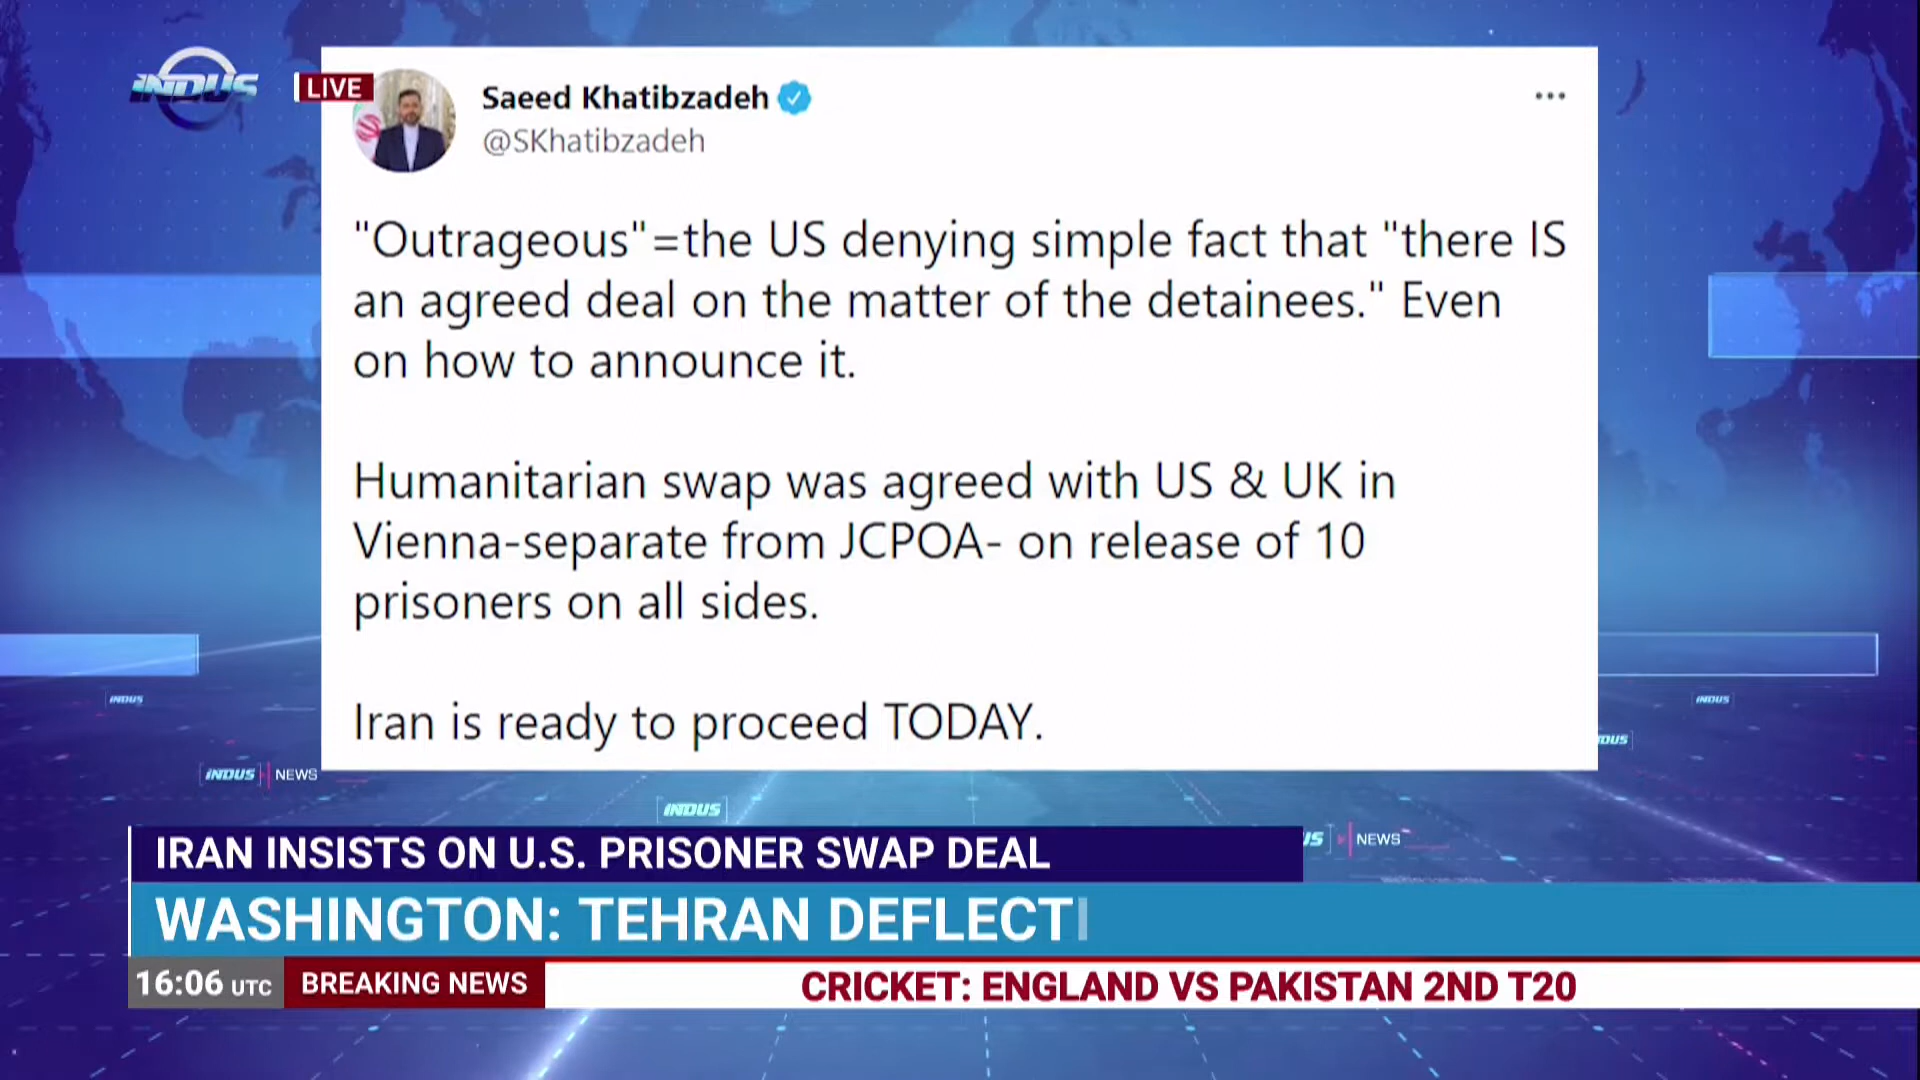 INDUS
LIVE
Saeed Khatibzadeh
@SKhatibzadeh
"Outrageous"=the US denying simple fact that "there IS
an agreed deal on the matter of the detainees." Even
on how to announce it.
Humanitarian swap was agreed with US & UK in
Vienna-separate from JCPOA- on release of 10
prisoners on all sides.
Iran is ready to proceed TODAY.
INDUS
INDUS
DUS
INDUS NEWS
INDUS
US NEWS
IRAN INSISTS ON U.S. PRISONER SWAP DEAL
WASHINGTON: TEHRAN DEFLECT
16:06 UTC BREAKING NEWS CRICKET: ENGLAND VS PAKISTAN 2ND T20